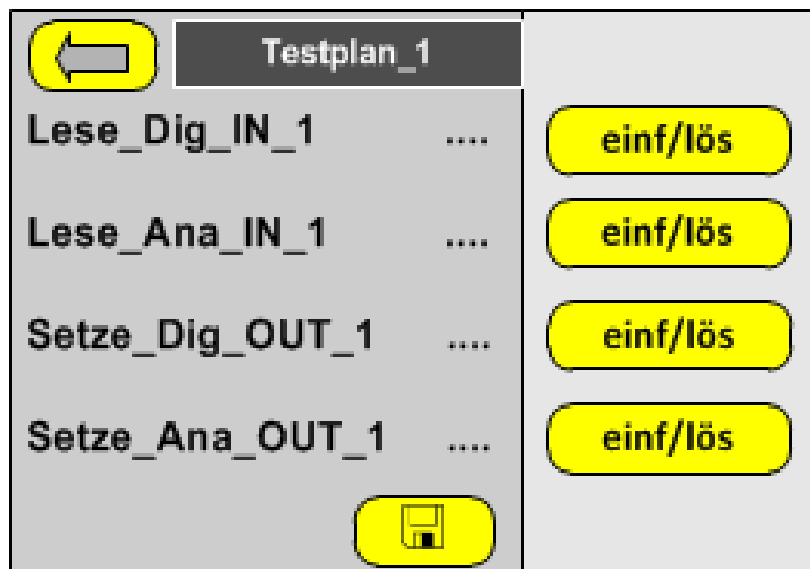 Testplan_1
Lese_Dig_IN_1 .... einf/lös
Lese_Ana_IN_1 .... einf/lös
Setze_Dig_OUT_1 .... einf/lös
Setze_Ana_OUT_1 .... einf/lös